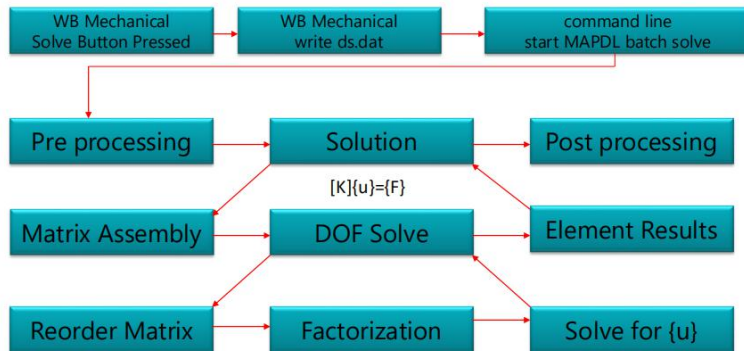 WB Mechanical
Solve Button Pressed
WB Mechanical
write ds.dat
command line
start MAPDL batch solve
Pre processing
Solution
Post processing
[K]{u}={F}
Matrix Assembly
DOF Solve
Element Results
Reorder Matrix
Factorization
Solve for {u}